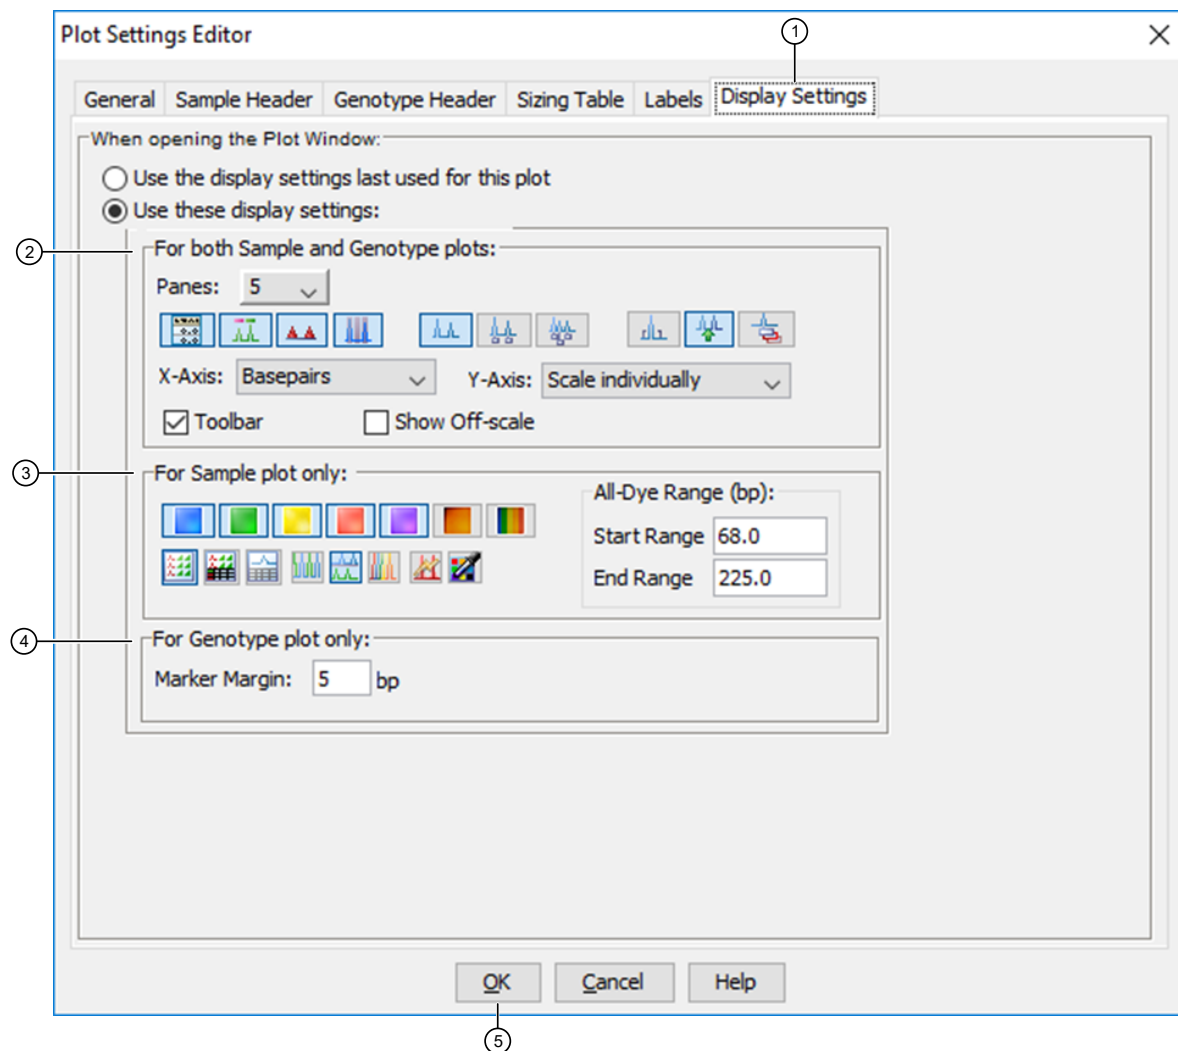 Plot Settings Editor
1
General Sample Header Genotype Header Sizing Table Labels Display Settings
When opening the Plot Window:
Use the display settings last used for this plot
Use these display settings:
2
For both Sample and Genotype plots:
Panes: 5
X-Axis: Basepairs Y-Axis: Scale individually
Toolbar Show Off-scale
3
For Sample plot only:
All-Dye Range (bp):
Start Range 68.0
End Range 225.0
4
For Genotype plot only:
Marker Margin: 5 bp
OK Cancel Help
5